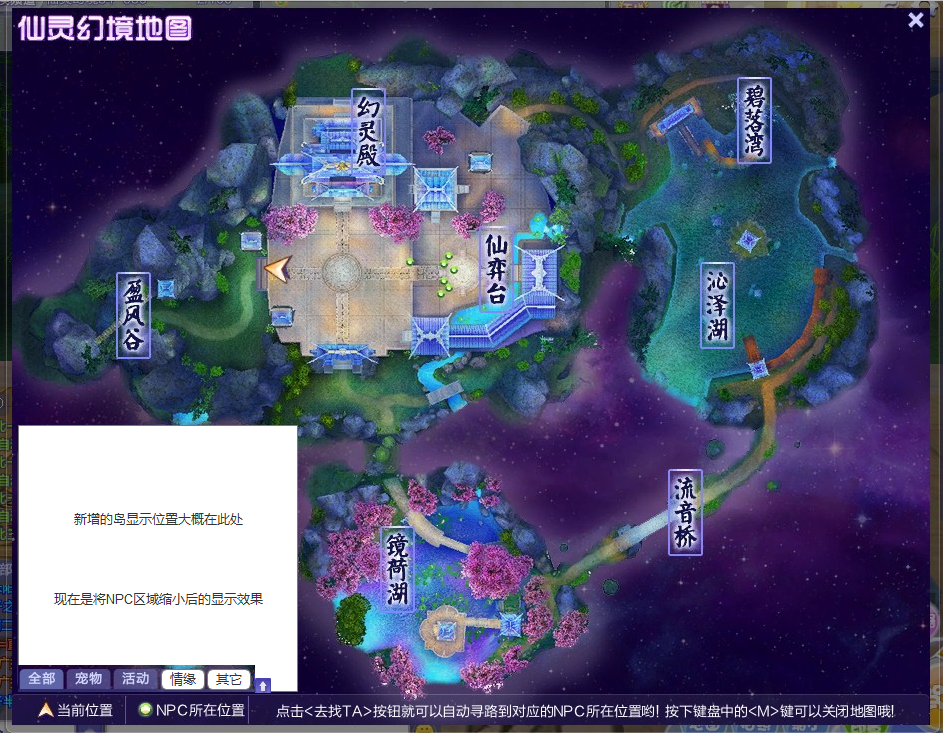 仙灵幻境地图
幻灵殿
碧落湾
仙弈台
沁泽湖
盈风谷
流音桥
镜荷湖
新增的岛显示位置大概在此处
现在是将NPC区域缩小后的显示效果
全部 宠物 活动 情缘 其它
当前位置 NPC所在位置 点击<去找TA>按钮就可以自动寻路到对应的NPC所在位置哟! 按下键盘中的<M>键可以关闭地图哦!